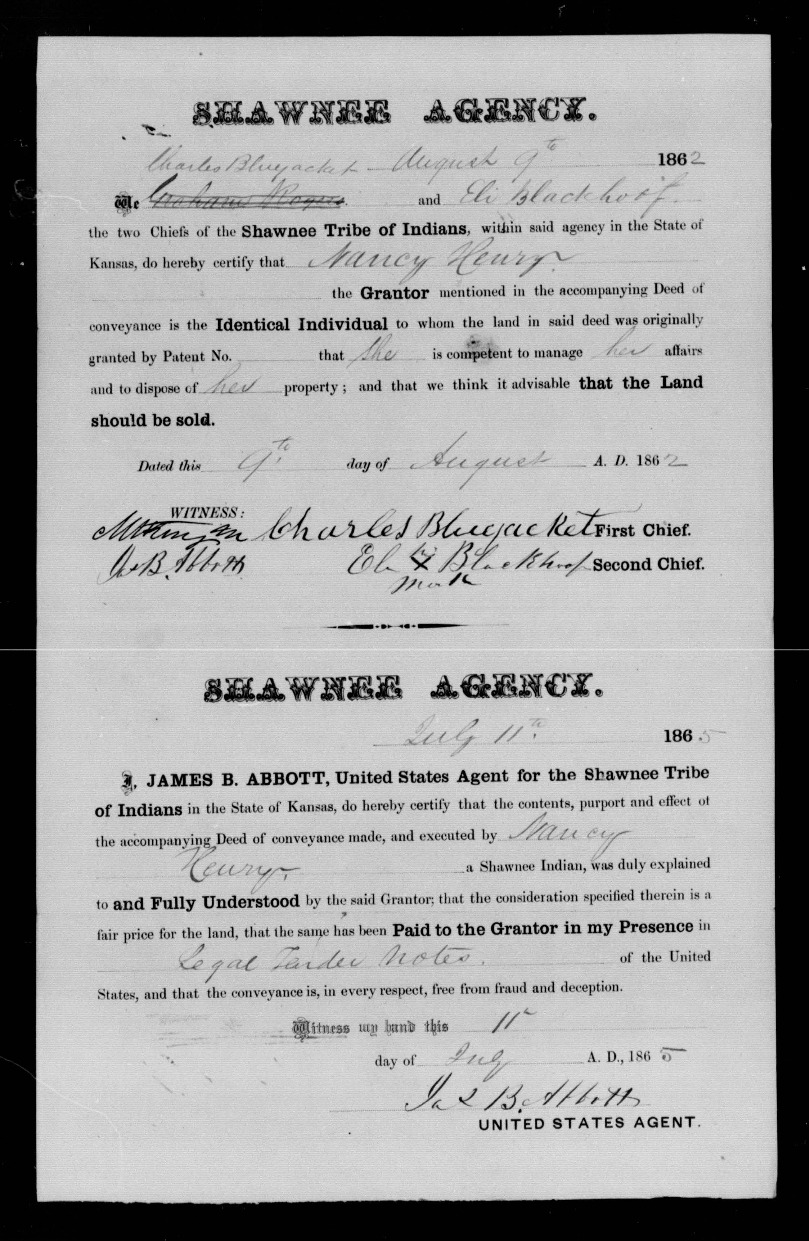 SHAWNEE AGENCY.
Charles Bluejacket August 9th 1862
We Graham Rogers. and Eli Blackhoof.
the two Chiefs of the Shawnee Tribe of Indians, within said agency in the State of
Kansas, do hereby certify that Nancy Henry.
the Grantor mentioned in the accompanying Deed of
conveyance is the Identical Individual to whom the land in said deed was originally
granted by Patent No. that she is competent to manage her affairs
and to dispose of her property; and that we think it advisable that the Land
should be sold.
Dated this 9th. day of August A. D. 1862
WITNESS:
Charles Bluejacket First Chief.
Jas B. Abbott Eli his X Blackhoof Second Chief.
mark
SHAWNEE AGENCY.
July 11th. 1865
I, JAMES B. ABBOTT, United States Agent for the Shawnee Tribe
of Indians in the State of Kansas, do hereby certify that the contents, purport and effect of
the accompanying Deed of conveyance made, and executed by Nancy
Henry. a Shawnee Indian, was duly explained
to and Fully Understood by the said Grantor; that the consideration specified therein is a
fair price for the land, that the same has been Paid to the Grantor in my Presence in
Legal Tender Notes. of the United
States, and that the conveyance is, in every respect, free from fraud and deception.
Witness my hand this 11
day of July A. D., 1865
Jas B. Abbott
UNITED STATES AGENT.